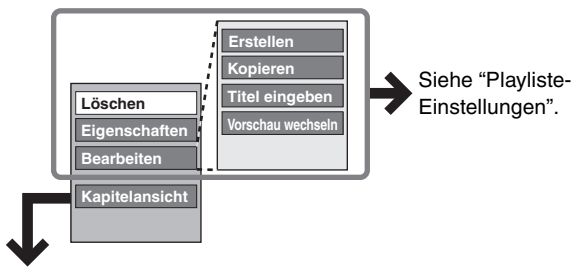 Löschen
Eigenschaften
Bearbeiten
Kapitelansicht
Erstellen
Kopieren
Titel eingeben
Vorschau wechseln
Siehe “Playliste-
Einstellungen”.